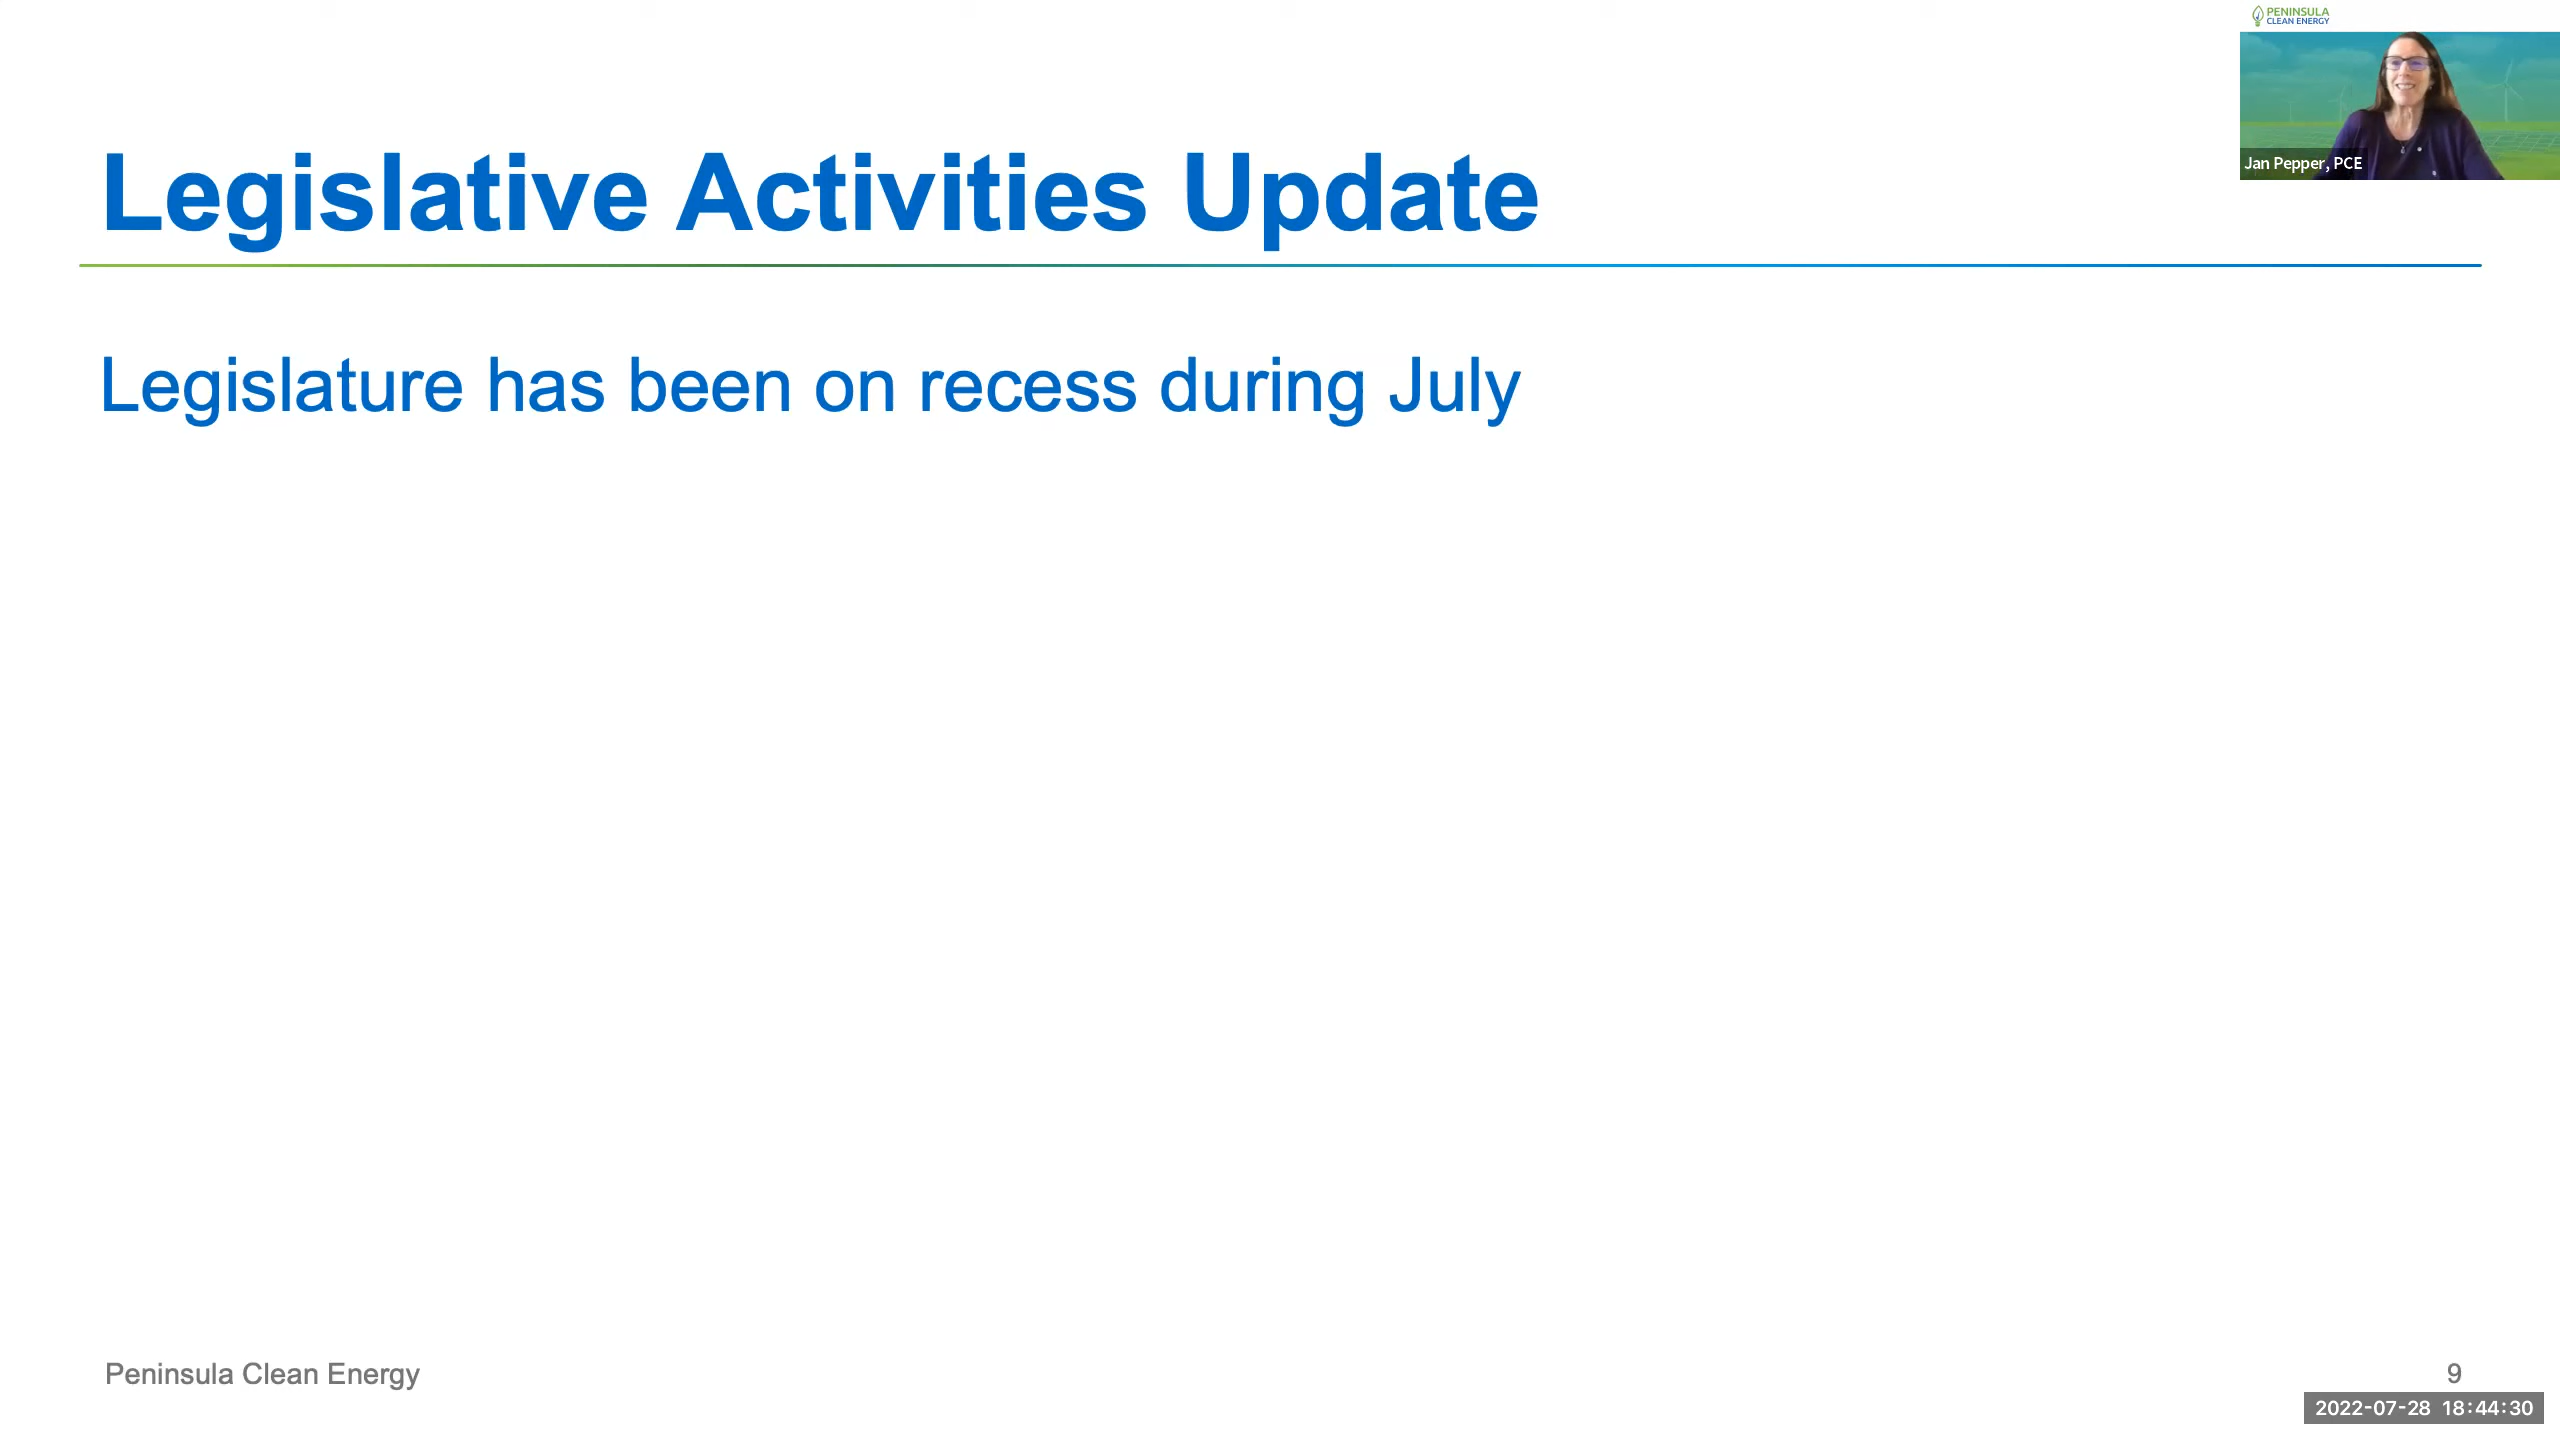 PENINSULA
CLEAN ENERGY
Jan Pepper, PCE
Legislative Activities Update
Legislature has been on recess during July
Peninsula Clean Energy
9
2022-07-28 18:44:30